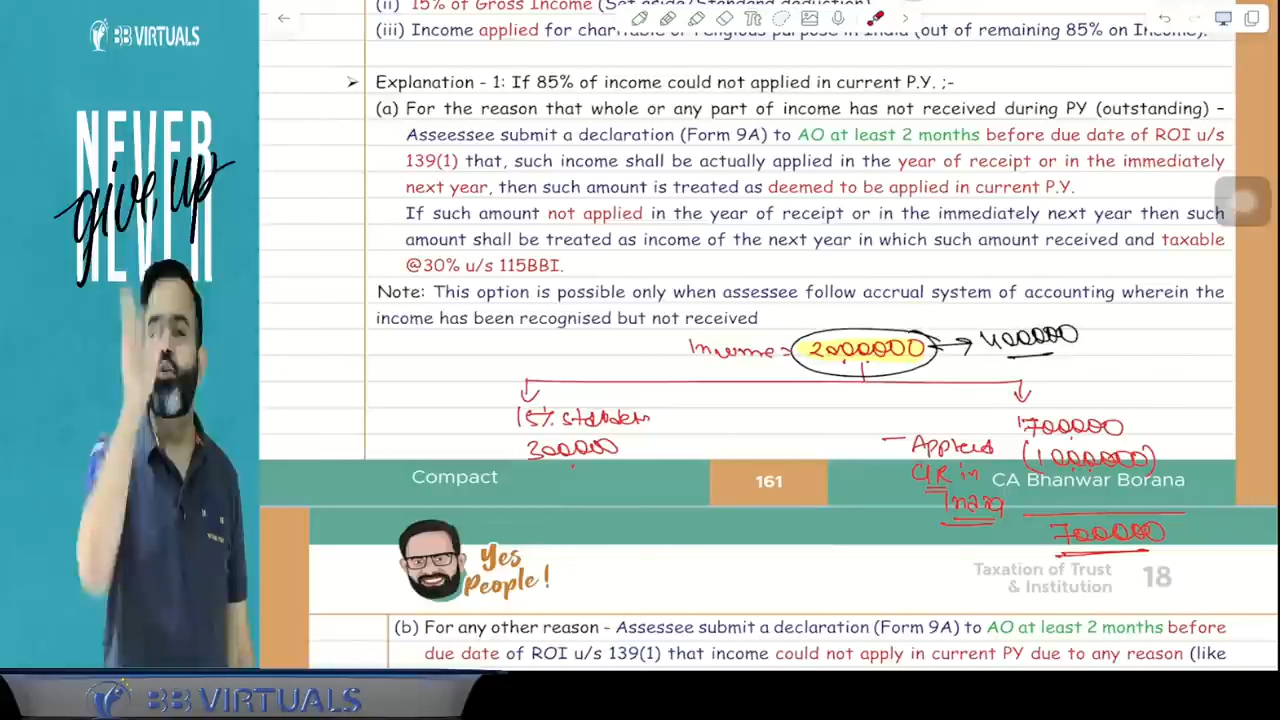 BB VIRTUALS
NEVER
give up
NEVER
(ii) 15% of Gross Income (Set aside/Standard deduction)
(iii) Income applied for charitable or religious purpose in India (out of remaining 85% on Income).
➤ Explanation - 1: If 85% of income could not applied in current P.Y. ;-
(a) For the reason that whole or any part of income has not received during PY (outstanding) –
Asseessee submit a declaration (Form 9A) to AO at least 2 months before due date of ROI u/s
139(1) that, such income shall be actually applied in the year of receipt or in the immediately
next year, then such amount is treated as deemed to be applied in current P.Y.
If such amount not applied in the year of receipt or in the immediately next year then such
amount shall be treated as income of the next year in which such amount received and taxable
@30% u/s 115BBI.
Note: This option is possible only when assessee follow accrual system of accounting wherein the
income has been recognised but not received
Income = 2000000 → 400000
15%
300000
1700000
(1000000)
700000
– Applied
C/R in
India
Compact 161 CA Bhanwar Borana
Yes
People!
Taxation of Trust
& Institution 18
(b) For any other reason - Assessee submit a declaration (Form 9A) to AO at least 2 months before
due date of ROI u/s 139(1) that income could not apply in current PY due to any reason (like
BB VIRTUALS